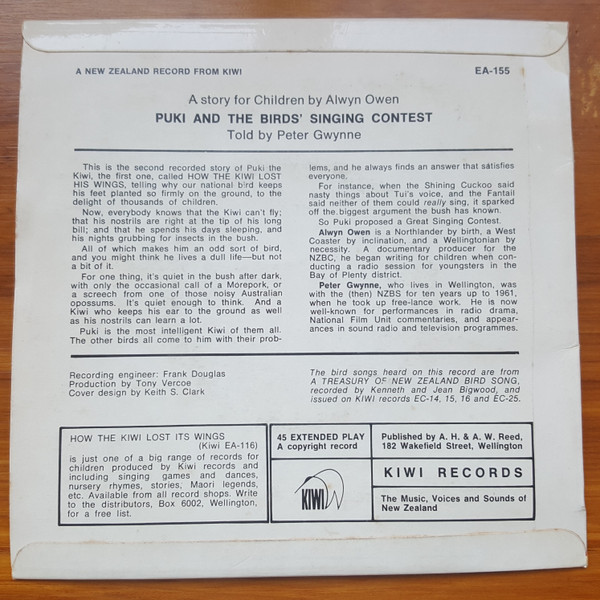 A NEW ZEALAND RECORD FROM KIWI
EA-155
A story for Children by Alwyn Owen
PUKI AND THE BIRDS' SINGING CONTEST
Told by Peter Gwynne
This is the second recorded story of Puki the
Kiwi, the first one, called HOW THE KIWI LOST
HIS WINGS, telling why our national bird keeps
his feet planted so firmly on the ground, to the
delight of thousands of children.
Now, everybody knows that the Kiwi can't fly;
that his nostrils are right at the tip of his long
bill; and that he spends his days sleeping, and
his nights grubbing for insects in the bush.
All of which makes him an odd sort of bird,
and you might think he lives a dull life—but not
a bit of it.
For one thing, it's quiet in the bush after dark,
with only the occasional call of a Morepork, or
a screech from one of those noisy Australian
opossums. It's quiet enough to think. And a
Kiwi who keeps his ear to the ground as well
as his nostrils can learn a lot.
Puki is the most intelligent Kiwi of them all.
The other birds all come to him with their prob-
lems, and he always finds an answer that satisfies
everyone.
For instance, when the Shining Cuckoo said
nasty things about Tui's voice, and the Fantail
said neither of them could really sing, it sparked
off the biggest argument the bush has known.
So Puki proposed a Great Singing Contest.
Alwyn Owen is a Northlander by birth, a West
Coaster by inclination, and a Wellingtonian by
necessity. A documentary producer for the
NZBC, he began writing for children when con-
ducting a radio session for youngsters in the
Bay of Plenty district.
Peter Gwynne, who lives in Wellington, was
with the (then) NZBS for ten years up to 1961,
when he took up free-lance work. He is now
well-known for performances in radio drama,
National Film Unit commentaries, and appear-
ances in sound radio and television programmes.
Recording engineer: Frank Douglas
Production by Tony Vercoe
Cover design by Keith S. Clark
The bird songs heard on this record are from
A TREASURY OF NEW ZEALAND BIRD SONG,
recorded by Kenneth and Jean Bigwood, and
issued on KIWI records EC-14, 15, 16 and EC-25.
HOW THE KIWI LOST ITS WINGS
(Kiwi EA-116)
is just one of a big range of records for
children produced by Kiwi records and
including singing games and dances,
nursery rhymes, stories, Maori legends,
etc. Available from all record shops. Write
to the distributors, Box 6002, Wellington,
for a free list.
45 EXTENDED PLAY
A copyright record
KIWI
Published by A. H. & A. W. Reed,
182 Wakefield Street, Wellington
KIWI RECORDS
The Music, Voices and Sounds of
New Zealand